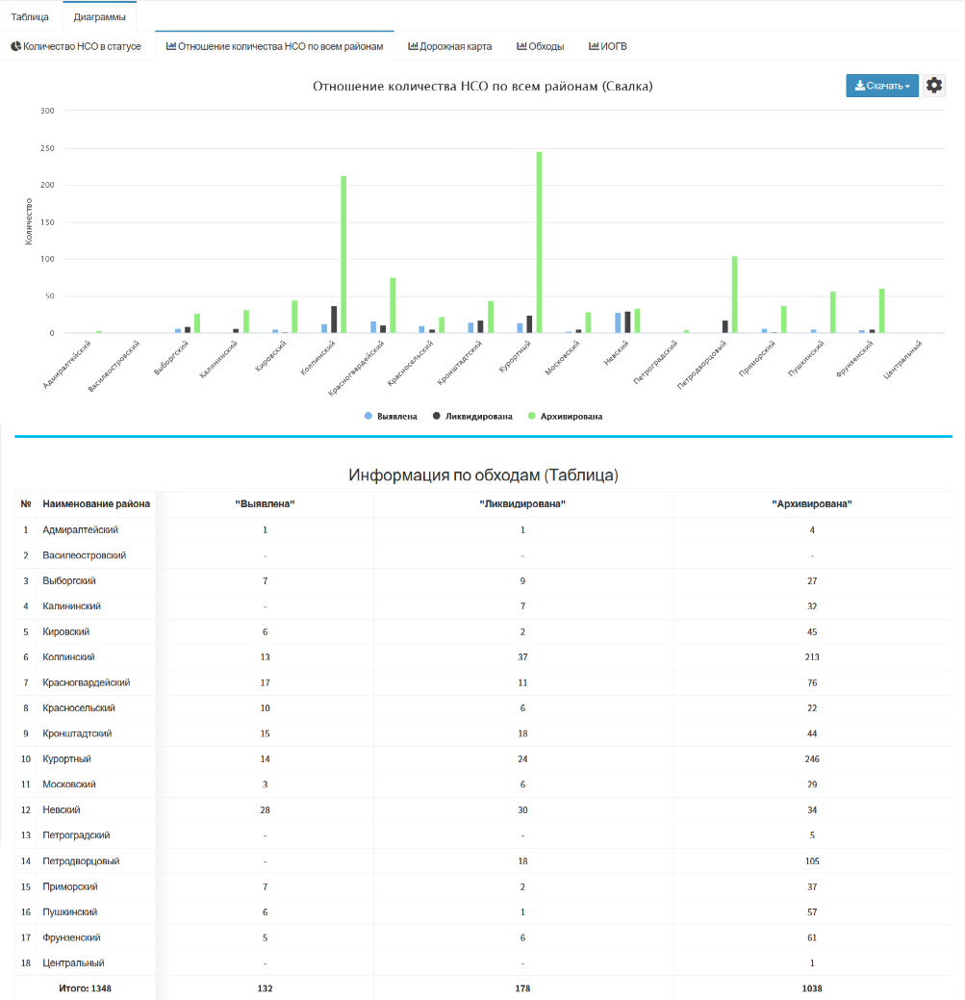 Таблица Диаграммы
Количество НСО в статусе Отношение количества НСО по всем районам Дорожная карта Обходы ИОГВ
Отношение количества НСО по всем районам (Свалка)
Скачать
300
250
200
150
100
50
0
Количество
Адмиралтейский Василеостровский Выборгский Калининский Кировский Колпинский Красногвардейский Красносельский Кронштадтский Курортный Московский Невский Петроградский Петродворцовый Приморский Пушкинский Фрунзенский Центральный
Выявлена Ликвидирована Архивирована
Информация по обходам (Таблица)
№ Наименование района "Выявлена" "Ликвидирована" "Архивирована"
1 Адмиралтейский 1 1 4
2 Василеостровский - - -
3 Выборгский 7 9 27
4 Калининский - 7 32
5 Кировский 6 2 45
6 Колпинский 13 37 213
7 Красногвардейский 17 11 76
8 Красносельский 10 6 22
9 Кронштадтский 15 18 44
10 Курортный 14 24 246
11 Московский 3 6 29
12 Невский 28 30 34
13 Петроградский - - 5
14 Петродворцовый - 18 105
15 Приморский 7 2 37
16 Пушкинский 6 1 57
17 Фрунзенский 5 6 61
18 Центральный - - 1
Итого: 1348 132 178 1038